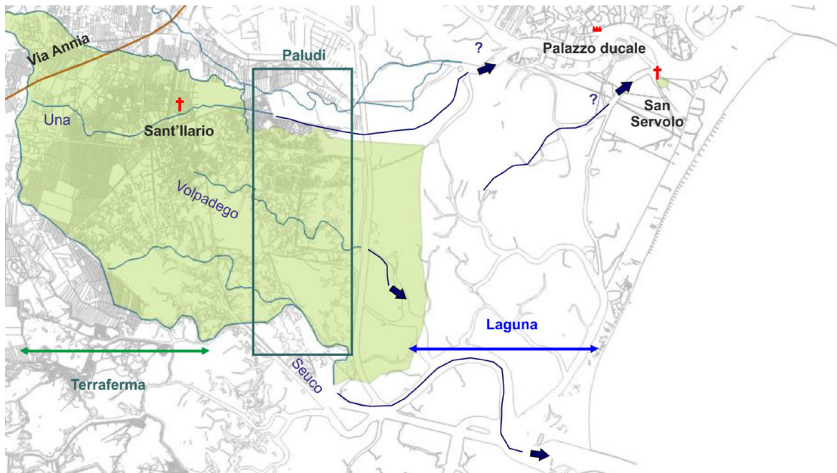 Via Annia
Paludi
?
Palazzo ducale
?
San
Servolo
Una
Sant'Ilario
Volpadego
Laguna
Seuco
Terraferma